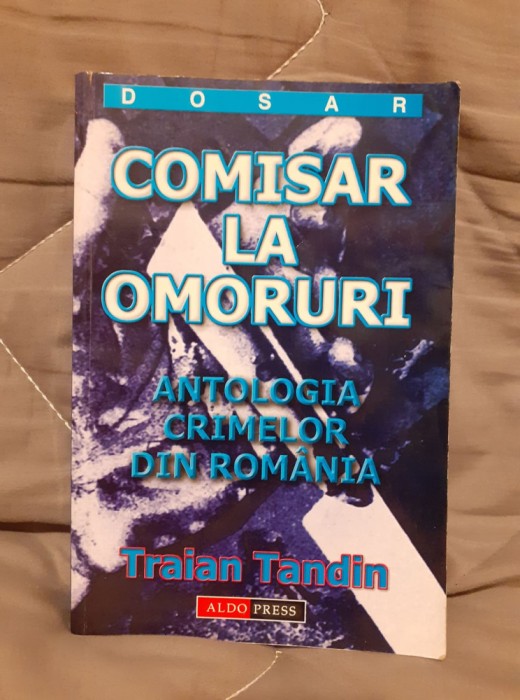 DOSAR
COMISAR
LA
OMORURI
ANTOLOGIA
CRIMELOR
DIN ROMÂNIA
Traian Tandin
ALDO PRESS